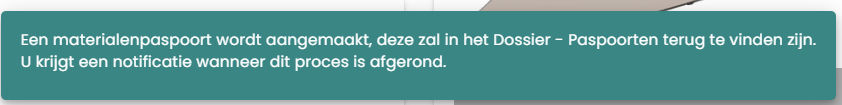 Een materialenpaspoort wordt aangemaakt, deze zal in het Dossier - Paspoorten terug te vinden zijn.
U krijgt een notificatie wanneer dit proces is afgerond.